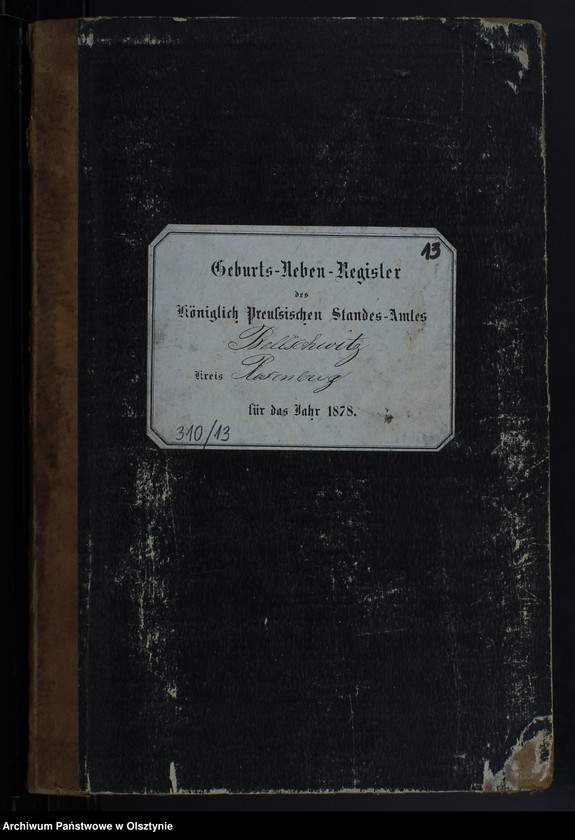 13
Geburts-Neben-Register
des
Königlich Preußischen Standes-Amtes
Bellschwitz
Kreis Rosenberg
für das Jahr 1878.
310/13
Archiwum Państwowe w Olsztynie